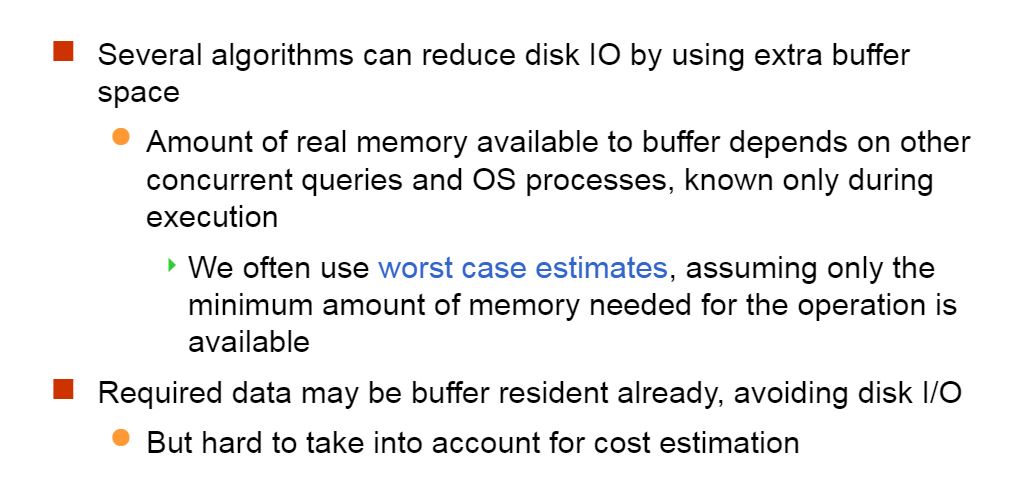 Several algorithms can reduce disk IO by using extra buffer
space
Amount of real memory available to buffer depends on other
concurrent queries and OS processes, known only during
execution
We often use worst case estimates, assuming only the
minimum amount of memory needed for the operation is
available
Required data may be buffer resident already, avoiding disk I/O
But hard to take into account for cost estimation